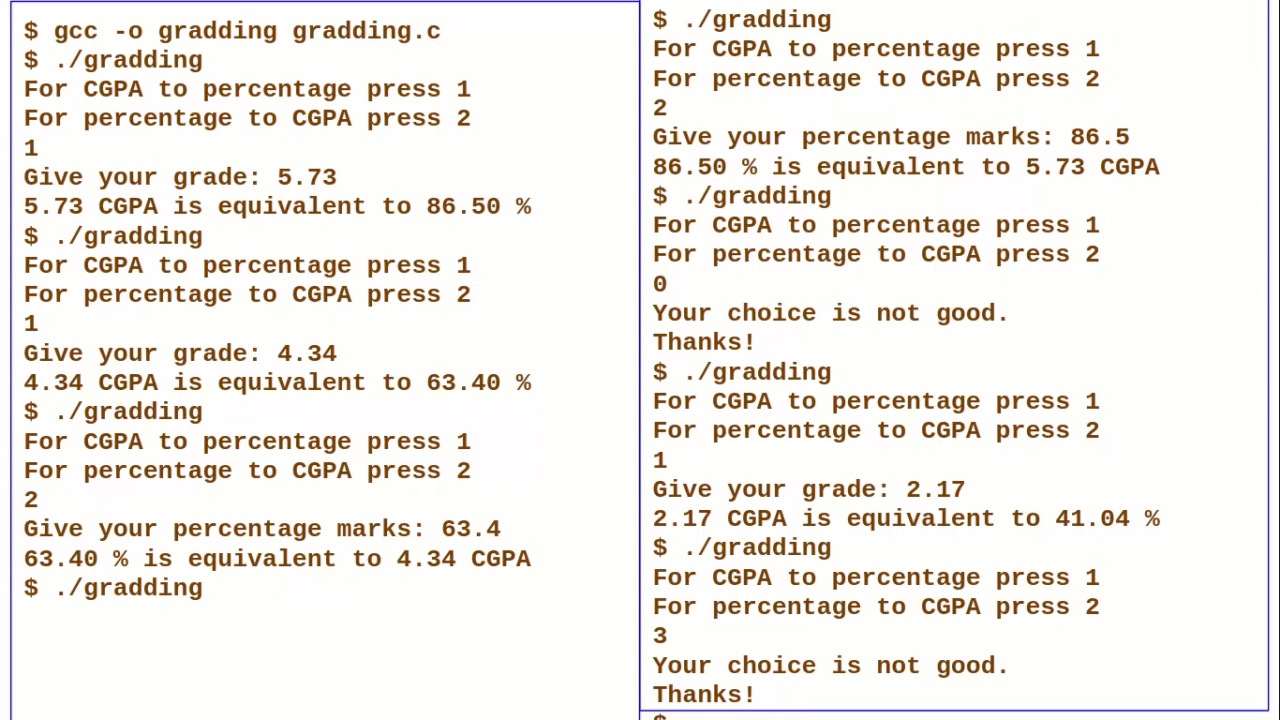 $ gcc -o gradding gradding.c
$ ./gradding
For CGPA to percentage press 1
For percentage to CGPA press 2
1
Give your grade: 5.73
5.73 CGPA is equivalent to 86.50 %
$ ./gradding
For CGPA to percentage press 1
For percentage to CGPA press 2
1
Give your grade: 4.34
4.34 CGPA is equivalent to 63.40 %
$ ./gradding
For CGPA to percentage press 1
For percentage to CGPA press 2
2
Give your percentage marks: 63.4
63.40 % is equivalent to 4.34 CGPA
$ ./gradding
$ ./gradding
For CGPA to percentage press 1
For percentage to CGPA press 2
2
Give your percentage marks: 86.5
86.50 % is equivalent to 5.73 CGPA
$ ./gradding
For CGPA to percentage press 1
For percentage to CGPA press 2
0
Your choice is not good.
Thanks!
$ ./gradding
For CGPA to percentage press 1
For percentage to CGPA press 2
1
Give your grade: 2.17
2.17 CGPA is equivalent to 41.04 %
$ ./gradding
For CGPA to percentage press 1
For percentage to CGPA press 2
3
Your choice is not good.
Thanks!
$